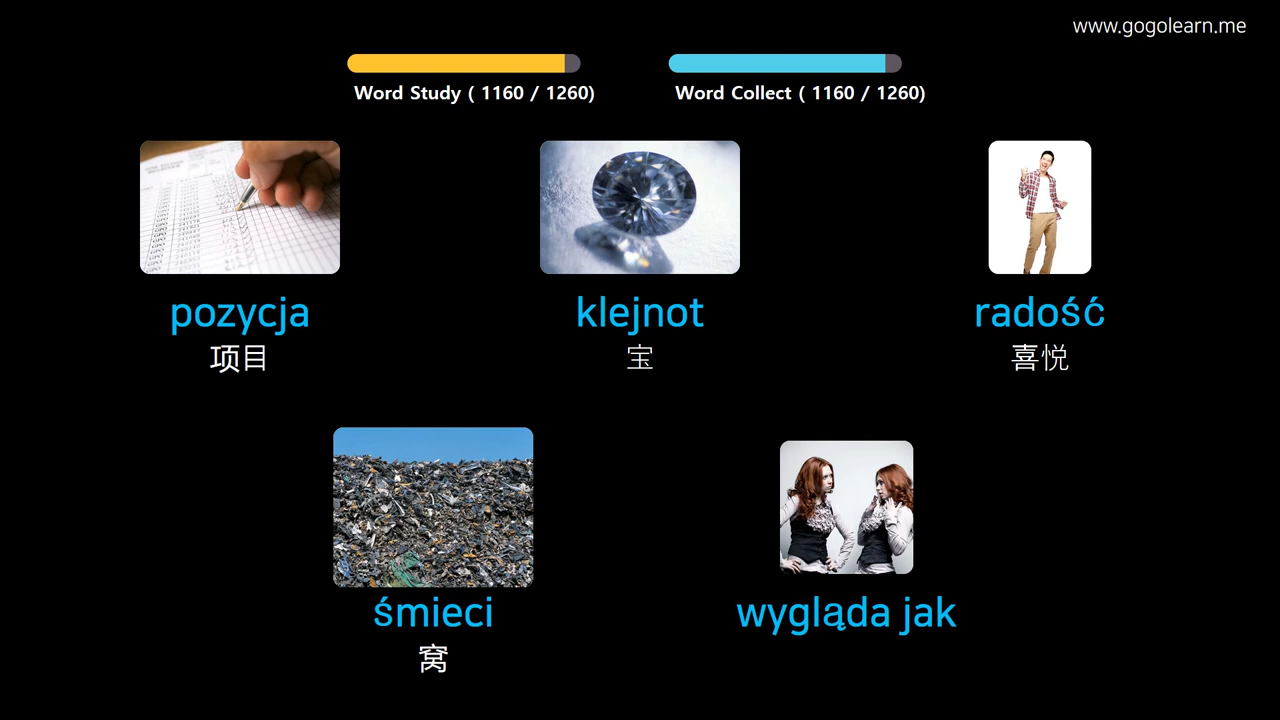 www.gogolearn.me
Word Study ( 1160 / 1260)
Word Collect ( 1160 / 1260)
pozycja
项目
klejnot
宝
radość
喜悦
śmieci
窝
wygląda jak